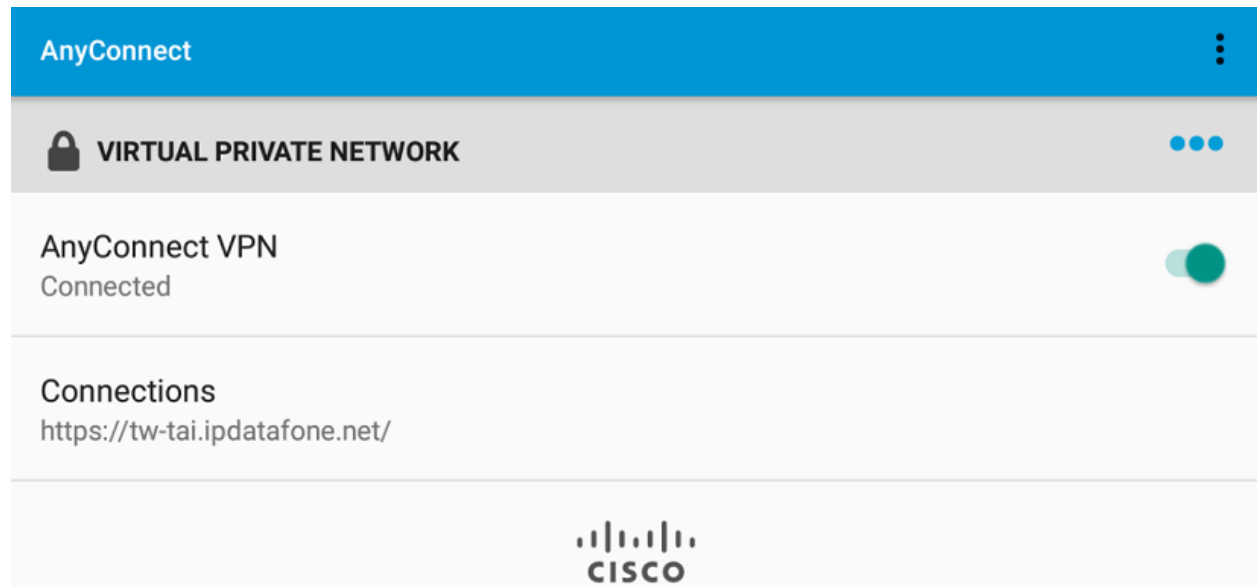 AnyConnect
VIRTUAL PRIVATE NETWORK
AnyConnect VPN
Connected
Connections
https://tw-tai.ipdatafone.net/
CISCO